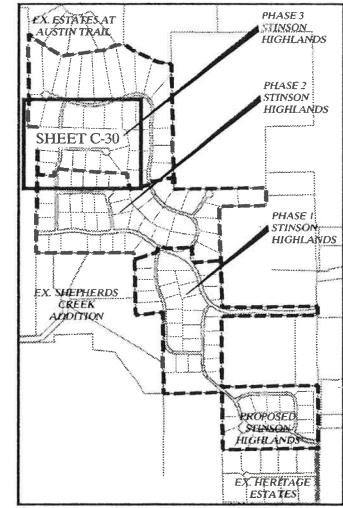 EX. ESTATES AT
AUSTIN TRAIL
PHASE 3
STINSON
HIGHLANDS
PHASE 2
STINSON
HIGHLANDS
SHEET C-30
PHASE 1
STINSON
HIGHLANDS
EX. SHEPHERDS
CREEK
ADDITION
PROPOSED
STINSON
HIGHLANDS
EX. HERITAGE
ESTATES